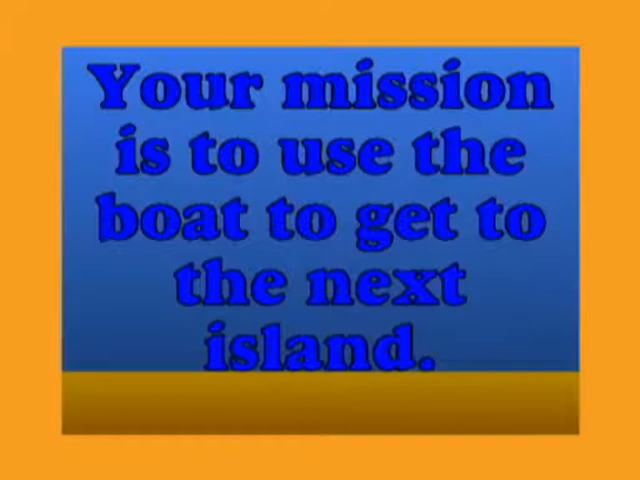 Your mission
is to use the
boat to get to
the next
island.